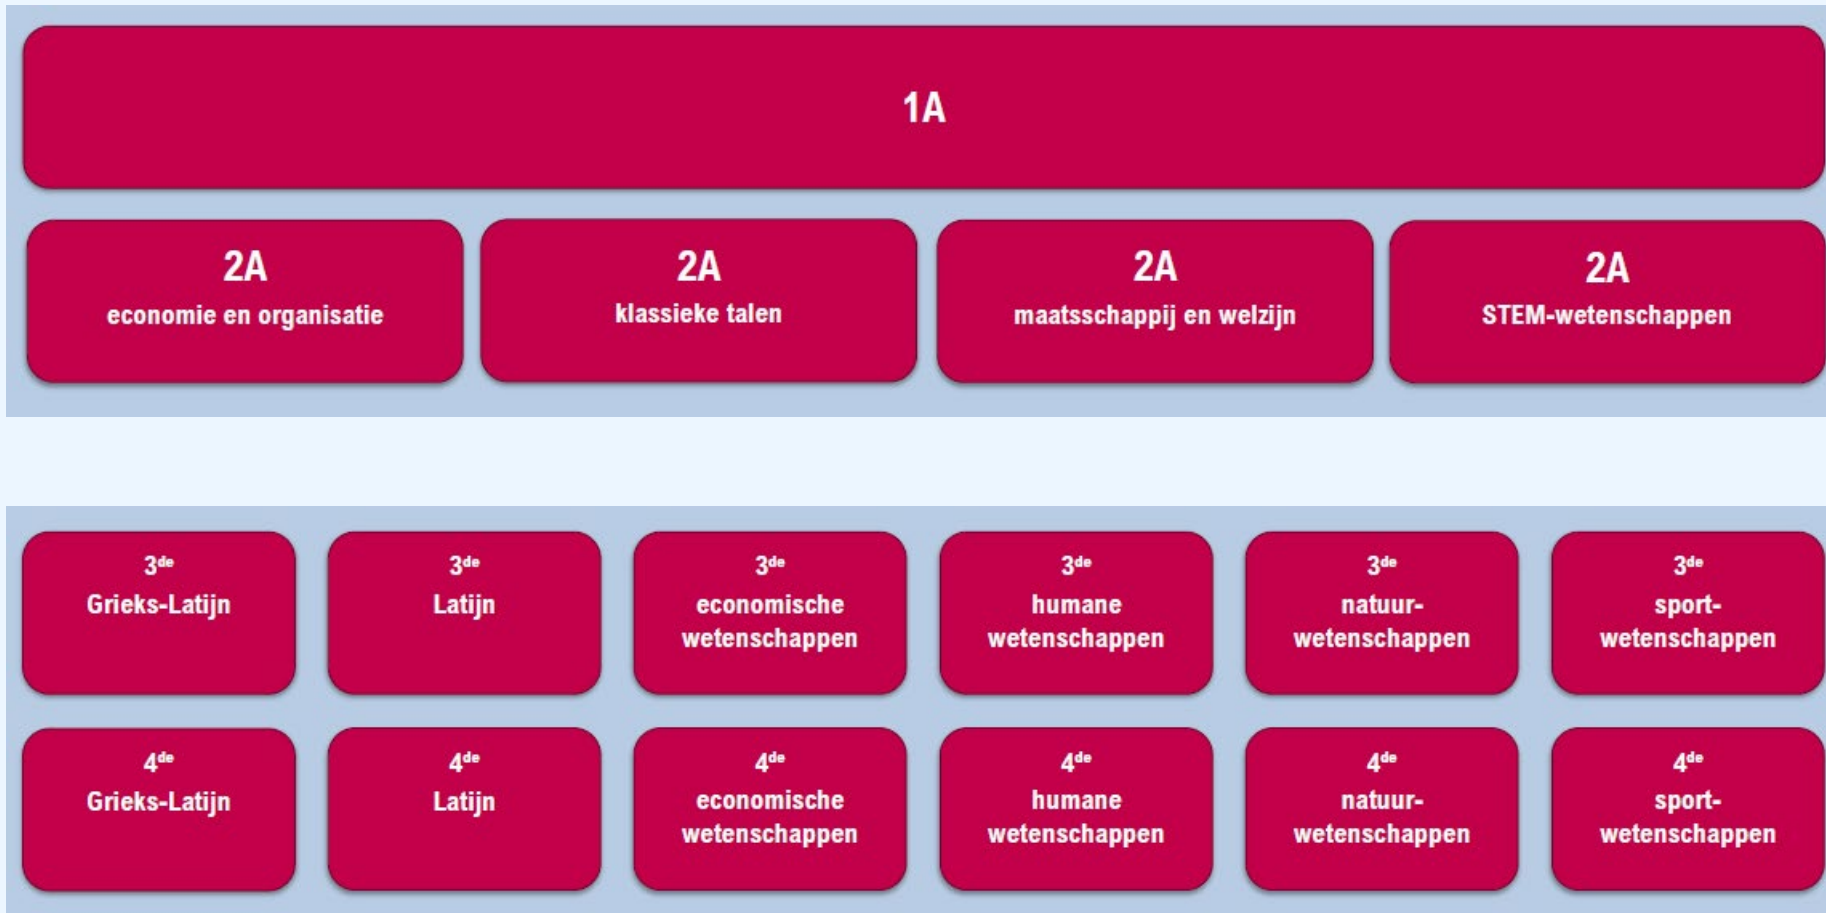 1A
2A
economie en organisatie
2A
klassieke talen
2A
maatsschappij en welzijn
2A
STEM-wetenschappen
3de
Grieks-Latijn
3de
Latijn
3de
economische
wetenschappen
3de
humane
wetenschappen
3de
natuur-
wetenschappen
3de
sport-
wetenschappen
4de
Grieks-Latijn
4de
Latijn
4de
economische
wetenschappen
4de
humane
wetenschappen
4de
natuur-
wetenschappen
4de
sport-
wetenschappen